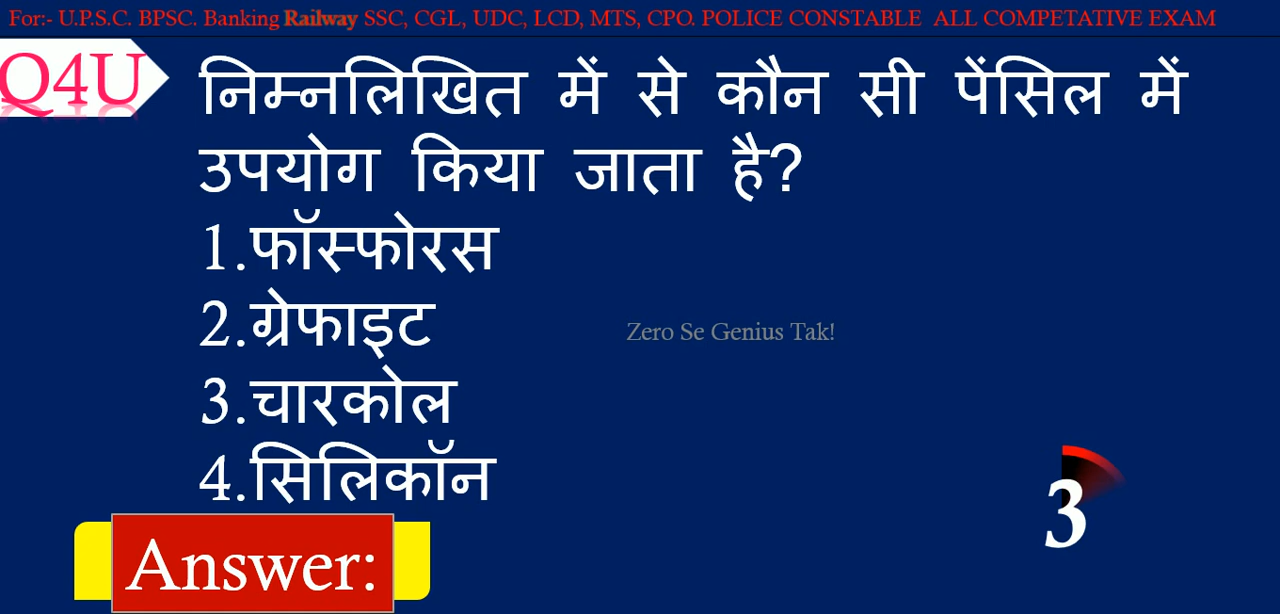 For:- U.P.S.C. BPSC. Banking Railway SSC, CGL, UDC, LCD, MTS, CPO. POLICE CONSTABLE ALL COMPETATIVE EXAM
Q4U
निम्नलिखित में से कौन सी पेंसिल में
उपयोग किया जाता है?
1.फॉस्फोरस
2.ग्रेफाइट
Zero Se Genius Tak!
3.चारकोल
4.सिलिकॉन
3
Answer: